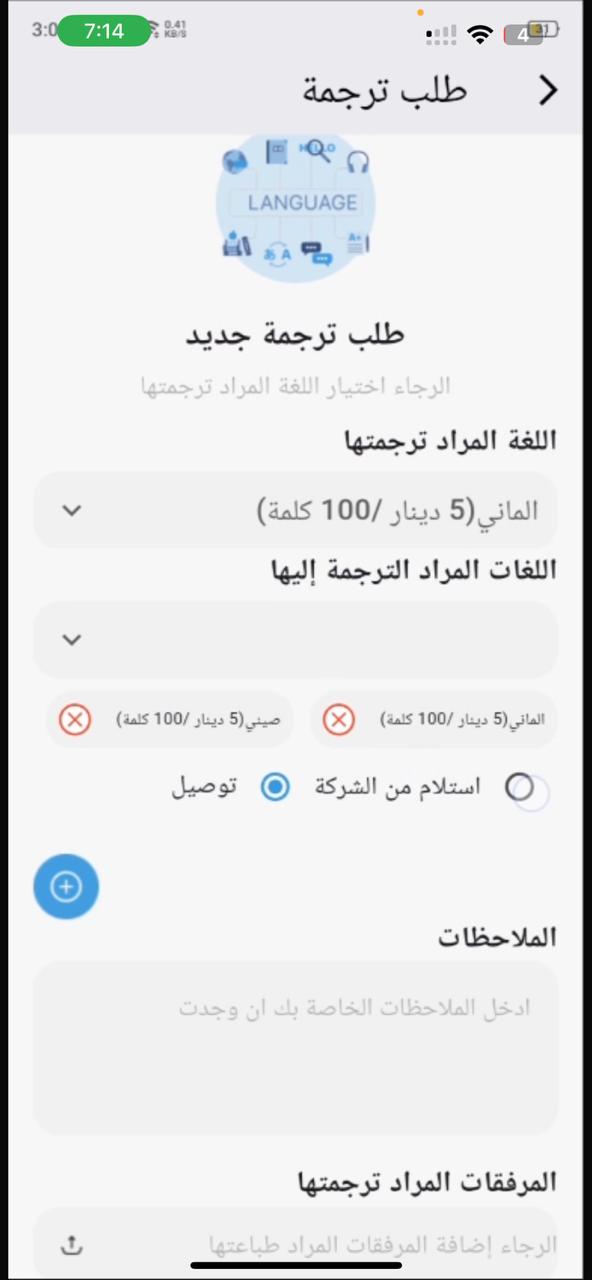 7:14
0.41
KB/S
31
طلب ترجمة
HELLO
LANGUAGE
あ A
A+
طلب ترجمة جديد
الرجاء اختيار اللغة المراد ترجمتها
اللغة المراد ترجمتها
الماني(5 دينار /100 كلمة)
اللغات المراد الترجمة إليها
الماني(5 دينار /100 كلمة) صيني(5 دينار /100 كلمة)
استلام من الشركة توصيل
الملاحظات
ادخل الملاحظات الخاصة بك ان وجدت
المرفقات المراد ترجمتها
الرجاء إضافة المرفقات المراد طباعتها